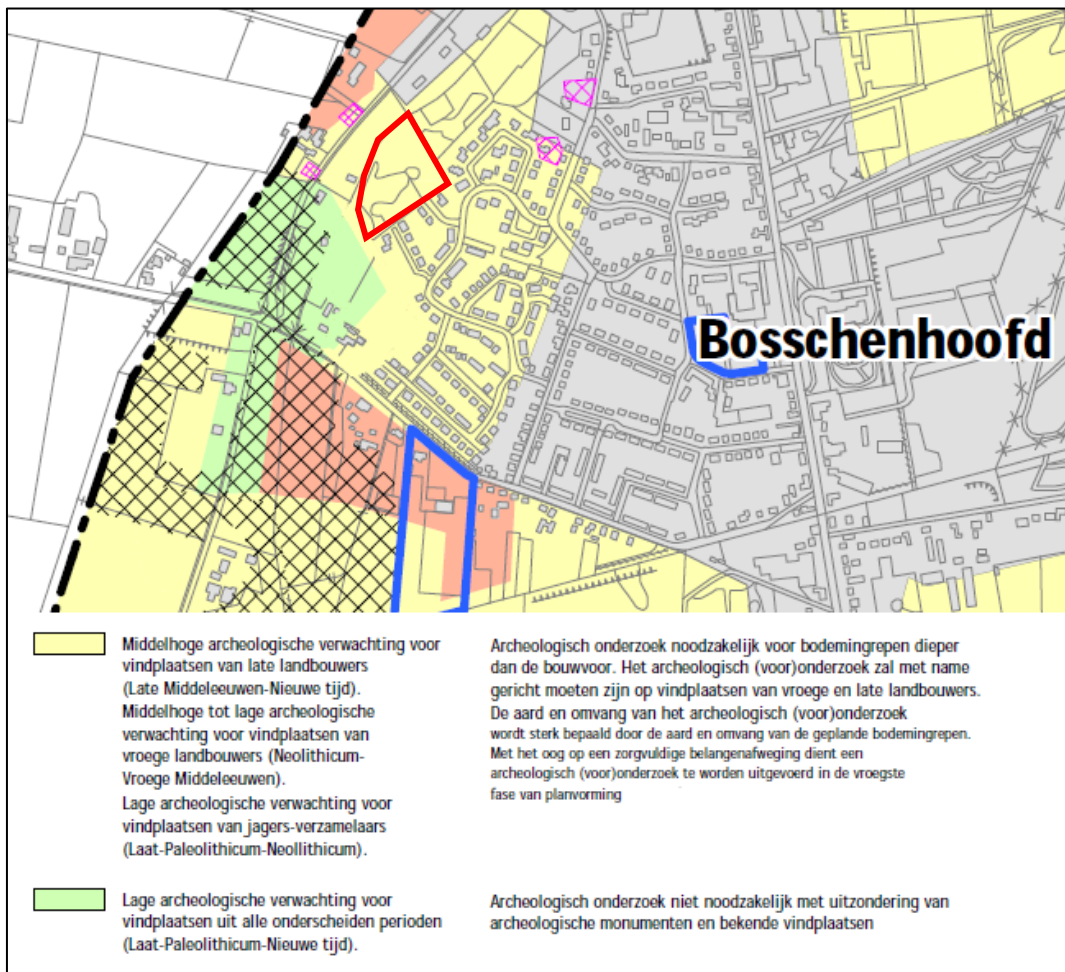 Bosschenhoofd
Middelhoge archeologische verwachting voor
vindplaatsen van late landbouwers
(Late Middeleeuwen-Nieuwe tijd).
Middelhoge tot lage archeologische
verwachting voor vindplaatsen van
vroege landbouwers (Neolithicum-
Vroege Middeleeuwen).
Lage archeologische verwachting voor
vindplaatsen van jagers-verzamelaars
(Laat-Paleolithicum-Neollithicum).
Archeologisch onderzoek noodzakelijk voor bodemingrepen dieper
dan de bouwvoor. Het archeologisch (voor)onderzoek zal met name
gericht moeten zijn op vindplaatsen van vroege en late landbouwers.
De aard en omvang van het archeologisch (voor)onderzoek
wordt sterk bepaald door de aard en omvang van de geplande bodemingrepen.
Met het oog op een zorgvuldige belangenafweging dient een
archeologisch (voor)onderzoek te worden uitgevoerd in de vroegste
fase van planvorming
Lage archeologische verwachting voor
vindplaatsen uit alle onderscheiden perioden
(Laat-Paleolithicum-Nieuwe tijd).
Archeologisch onderzoek niet noodzakelijk met uitzondering van
archeologische monumenten en bekende vindplaatsen